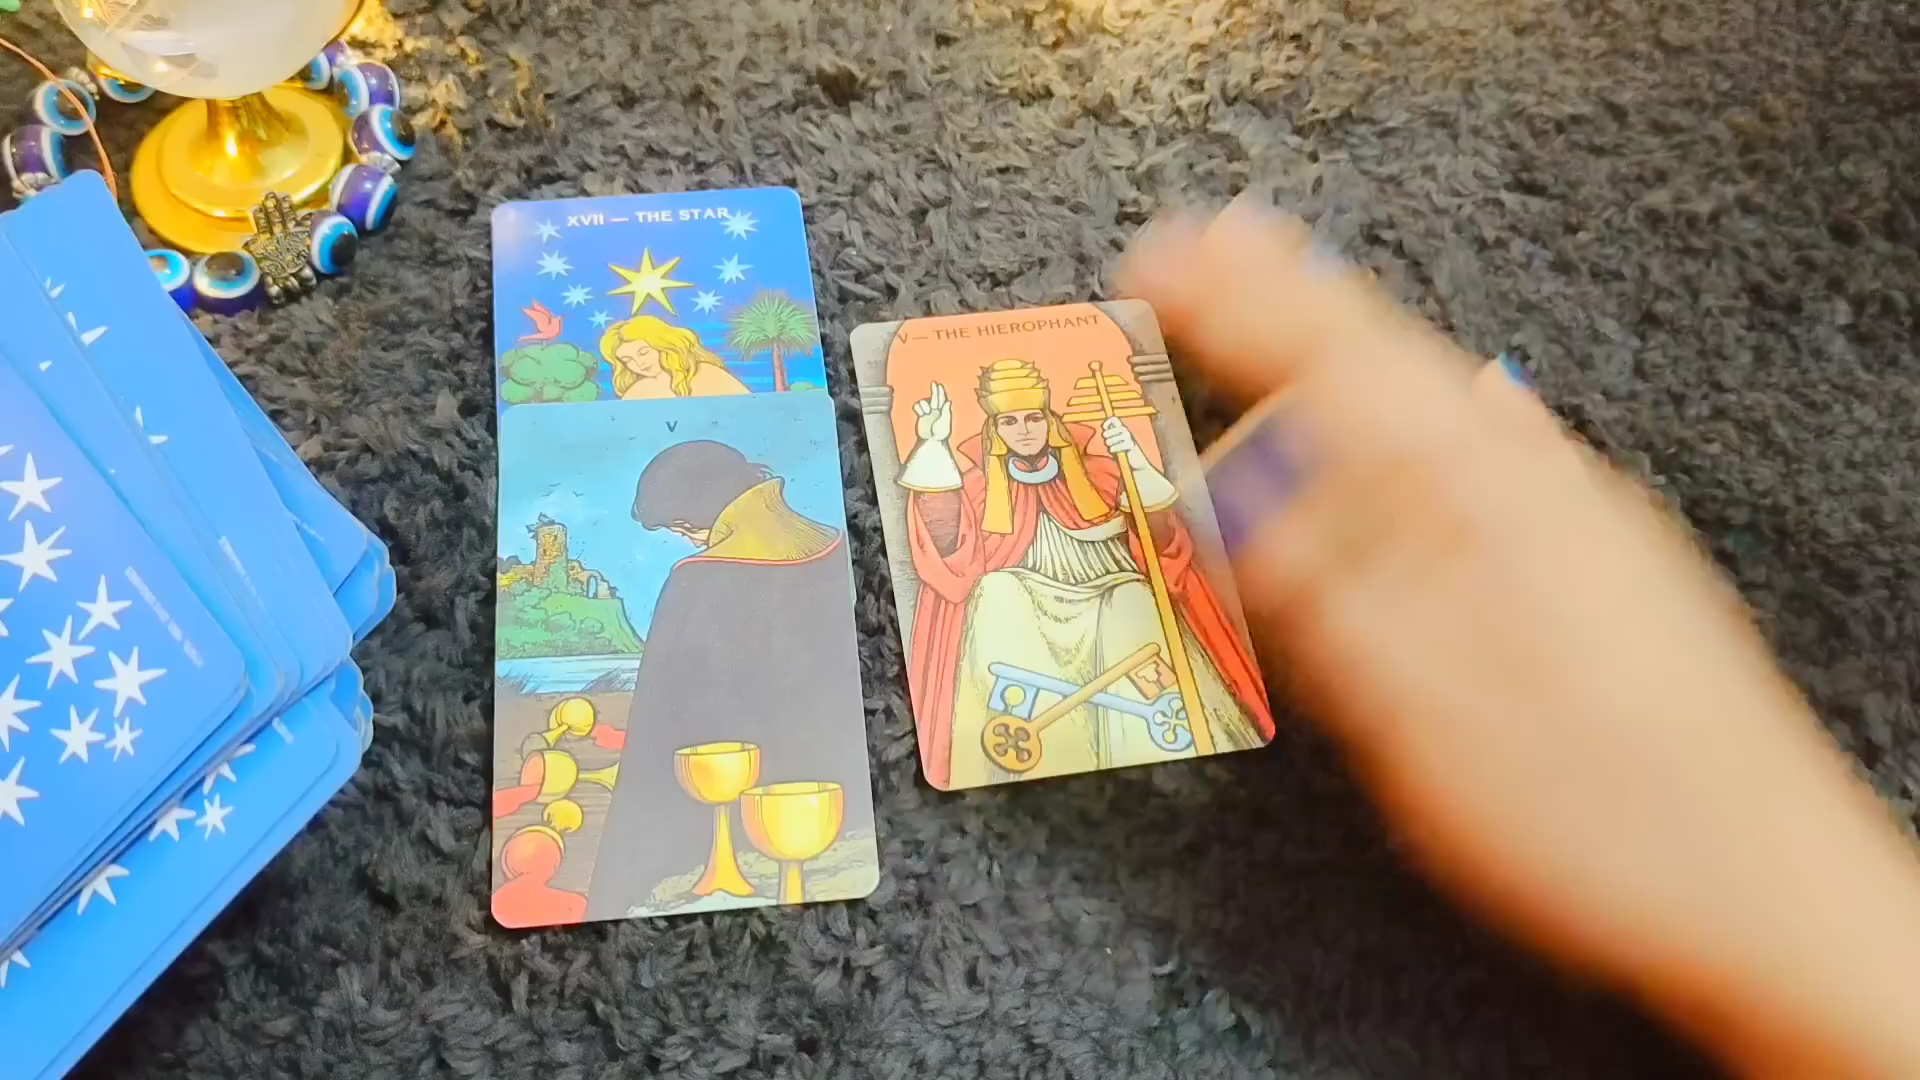 XVII — THE STAR
V
V — THE HIEROPHANT